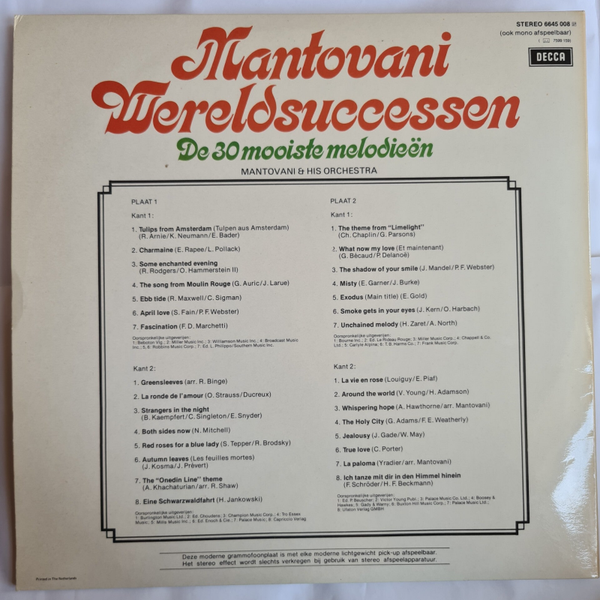 STEREO 6645 008
(ook mono afspeelbaar)
DECCA
Mantovani
Wereldsuccessen
De 30 mooiste melodieën
MANTOVANI & HIS ORCHESTRA
PLAAT 1
Kant 1:
1. Tulips from Amsterdam (Tulpen aus Amsterdam)
(R. Arnie/K. Neumann/E. Bader)
2. Charmaine (E. Rapee/L. Pollack)
3. Some enchanted evening
(R. Rodgers/O. Hammerstein II)
4. The song from Moulin Rouge (G. Auric/J. Larue)
5. Ebb tide (R. Maxwell/C. Sigman)
6. April love (S. Fain/P.F. Webster)
7. Fascination (F.D. Marchetti)
Oorspronkelijke uitgeverijen:
Kant 2:
1. Greensleeves (arr. R. Binge)
2. La ronde de l'amour (O. Strauss/Ducreux)
3. Strangers in the night
(B. Kaempfert/C. Singleton/E. Snyder)
4. Both sides now (N. Mitchell)
5. Red roses for a blue lady (S. Tepper/R. Brodsky)
6. Autumn leaves (Les feuilles mortes)
(J. Kosma/J. Prévert)
7. The "Onedin Line" theme
(A. Khachaturian/arr. R. Shaw)
8. Eine Schwarzwaldfahrt (H. Jankowski)
Oorspronkelijke uitgeverijen:
PLAAT 2
Kant 1:
1. The theme from "Limelight"
(Ch. Chaplin/G. Parsons)
2. What now my love (Et maintenant)
(G. Bécaud/P. Delanoë)
3. The shadow of your smile (J. Mandel/P.F. Webster)
4. Misty (E. Garner/J. Burke)
5. Exodus (Main title) (E. Gold)
6. Smoke gets in your eyes (J. Kern/O. Harbach)
7. Unchained melody (H. Zaret/A. North)
Oorspronkelijke uitgeverijen:
Kant 2:
1. La vie en rose (Louiguy/E. Piaf)
2. Around the world (V. Young/H. Adamson)
3. Whispering hope (A. Hawthorne/arr. Mantovani)
4. The Holy City (G. Adams/F.E. Weatherly)
5. Jealousy (J. Gade/W. May)
6. True love (C. Porter)
7. La paloma (Yradier/arr. Mantovani)
8. Ich tanze mit dir in den Himmel hinein
(F. Schröder/H.F. Beckmann)
Oorspronkelijke uitgeverijen:
Deze moderne grammofoonplaat is met elke moderne lichtgewicht pick-up afspeelbaar.
Het stereo effect wordt slechts verkregen bij gebruik van stereo afspeelapparatuur.